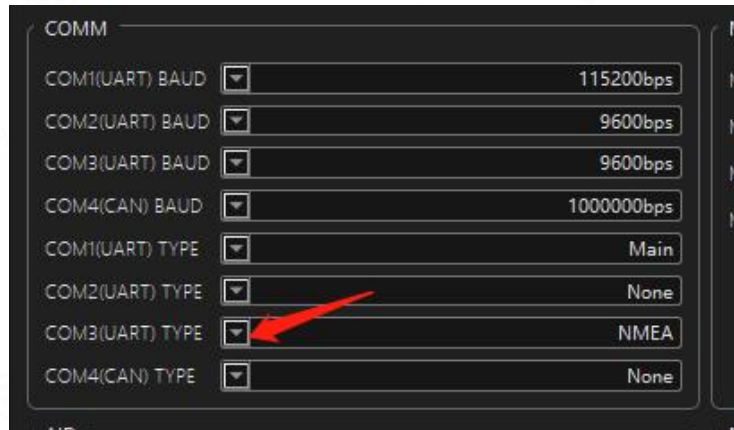 COMM
COM1(UART) BAUD 115200bps
COM2(UART) BAUD 9600bps
COM3(UART) BAUD 9600bps
COM4(CAN) BAUD 1000000bps
COM1(UART) TYPE Main
COM2(UART) TYPE None
COM3(UART) TYPE NMEA
COM4(CAN) TYPE None